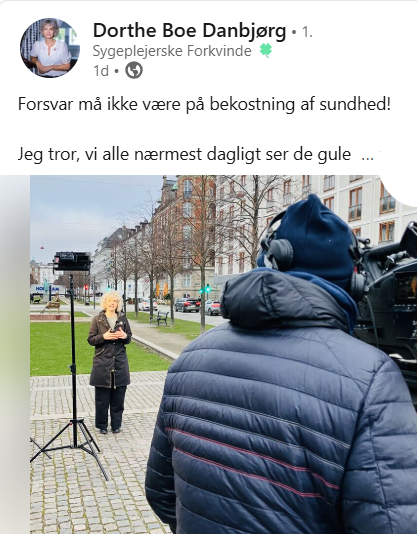 Dorthe Boe Danbjørg • 1.
Sygeplejerske Forkvinde
1d •
Forsvar må ikke være på bekostning af sundhed!
Jeg tror, vi alle nærmest dagligt ser de gule ...